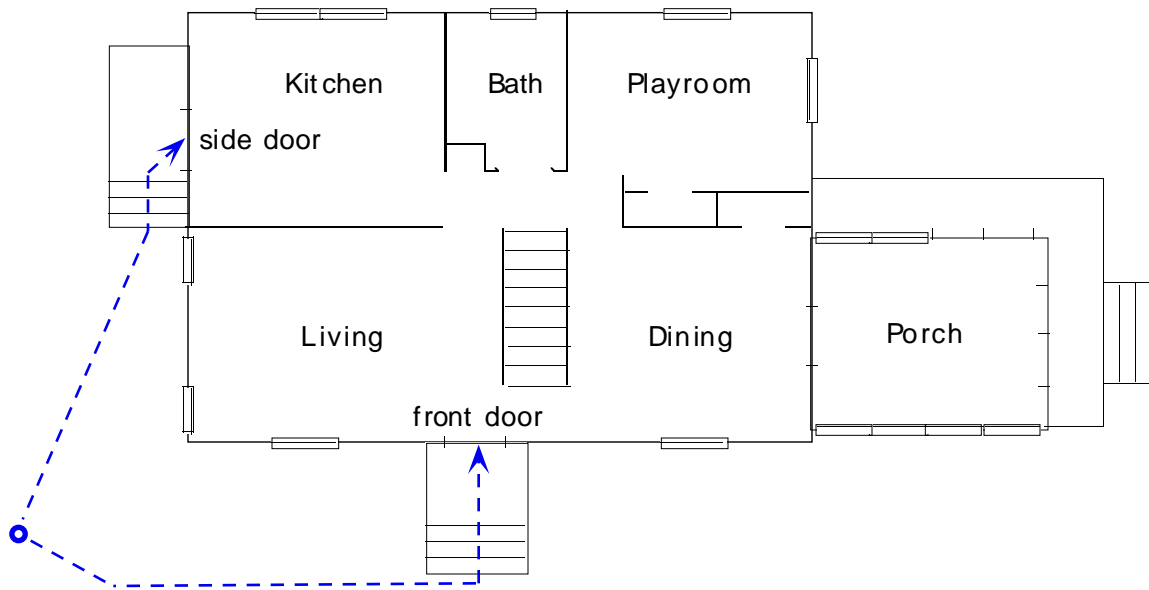 Kitchen
Bath
Playroom
side door
Living
Dining
Porch
front door